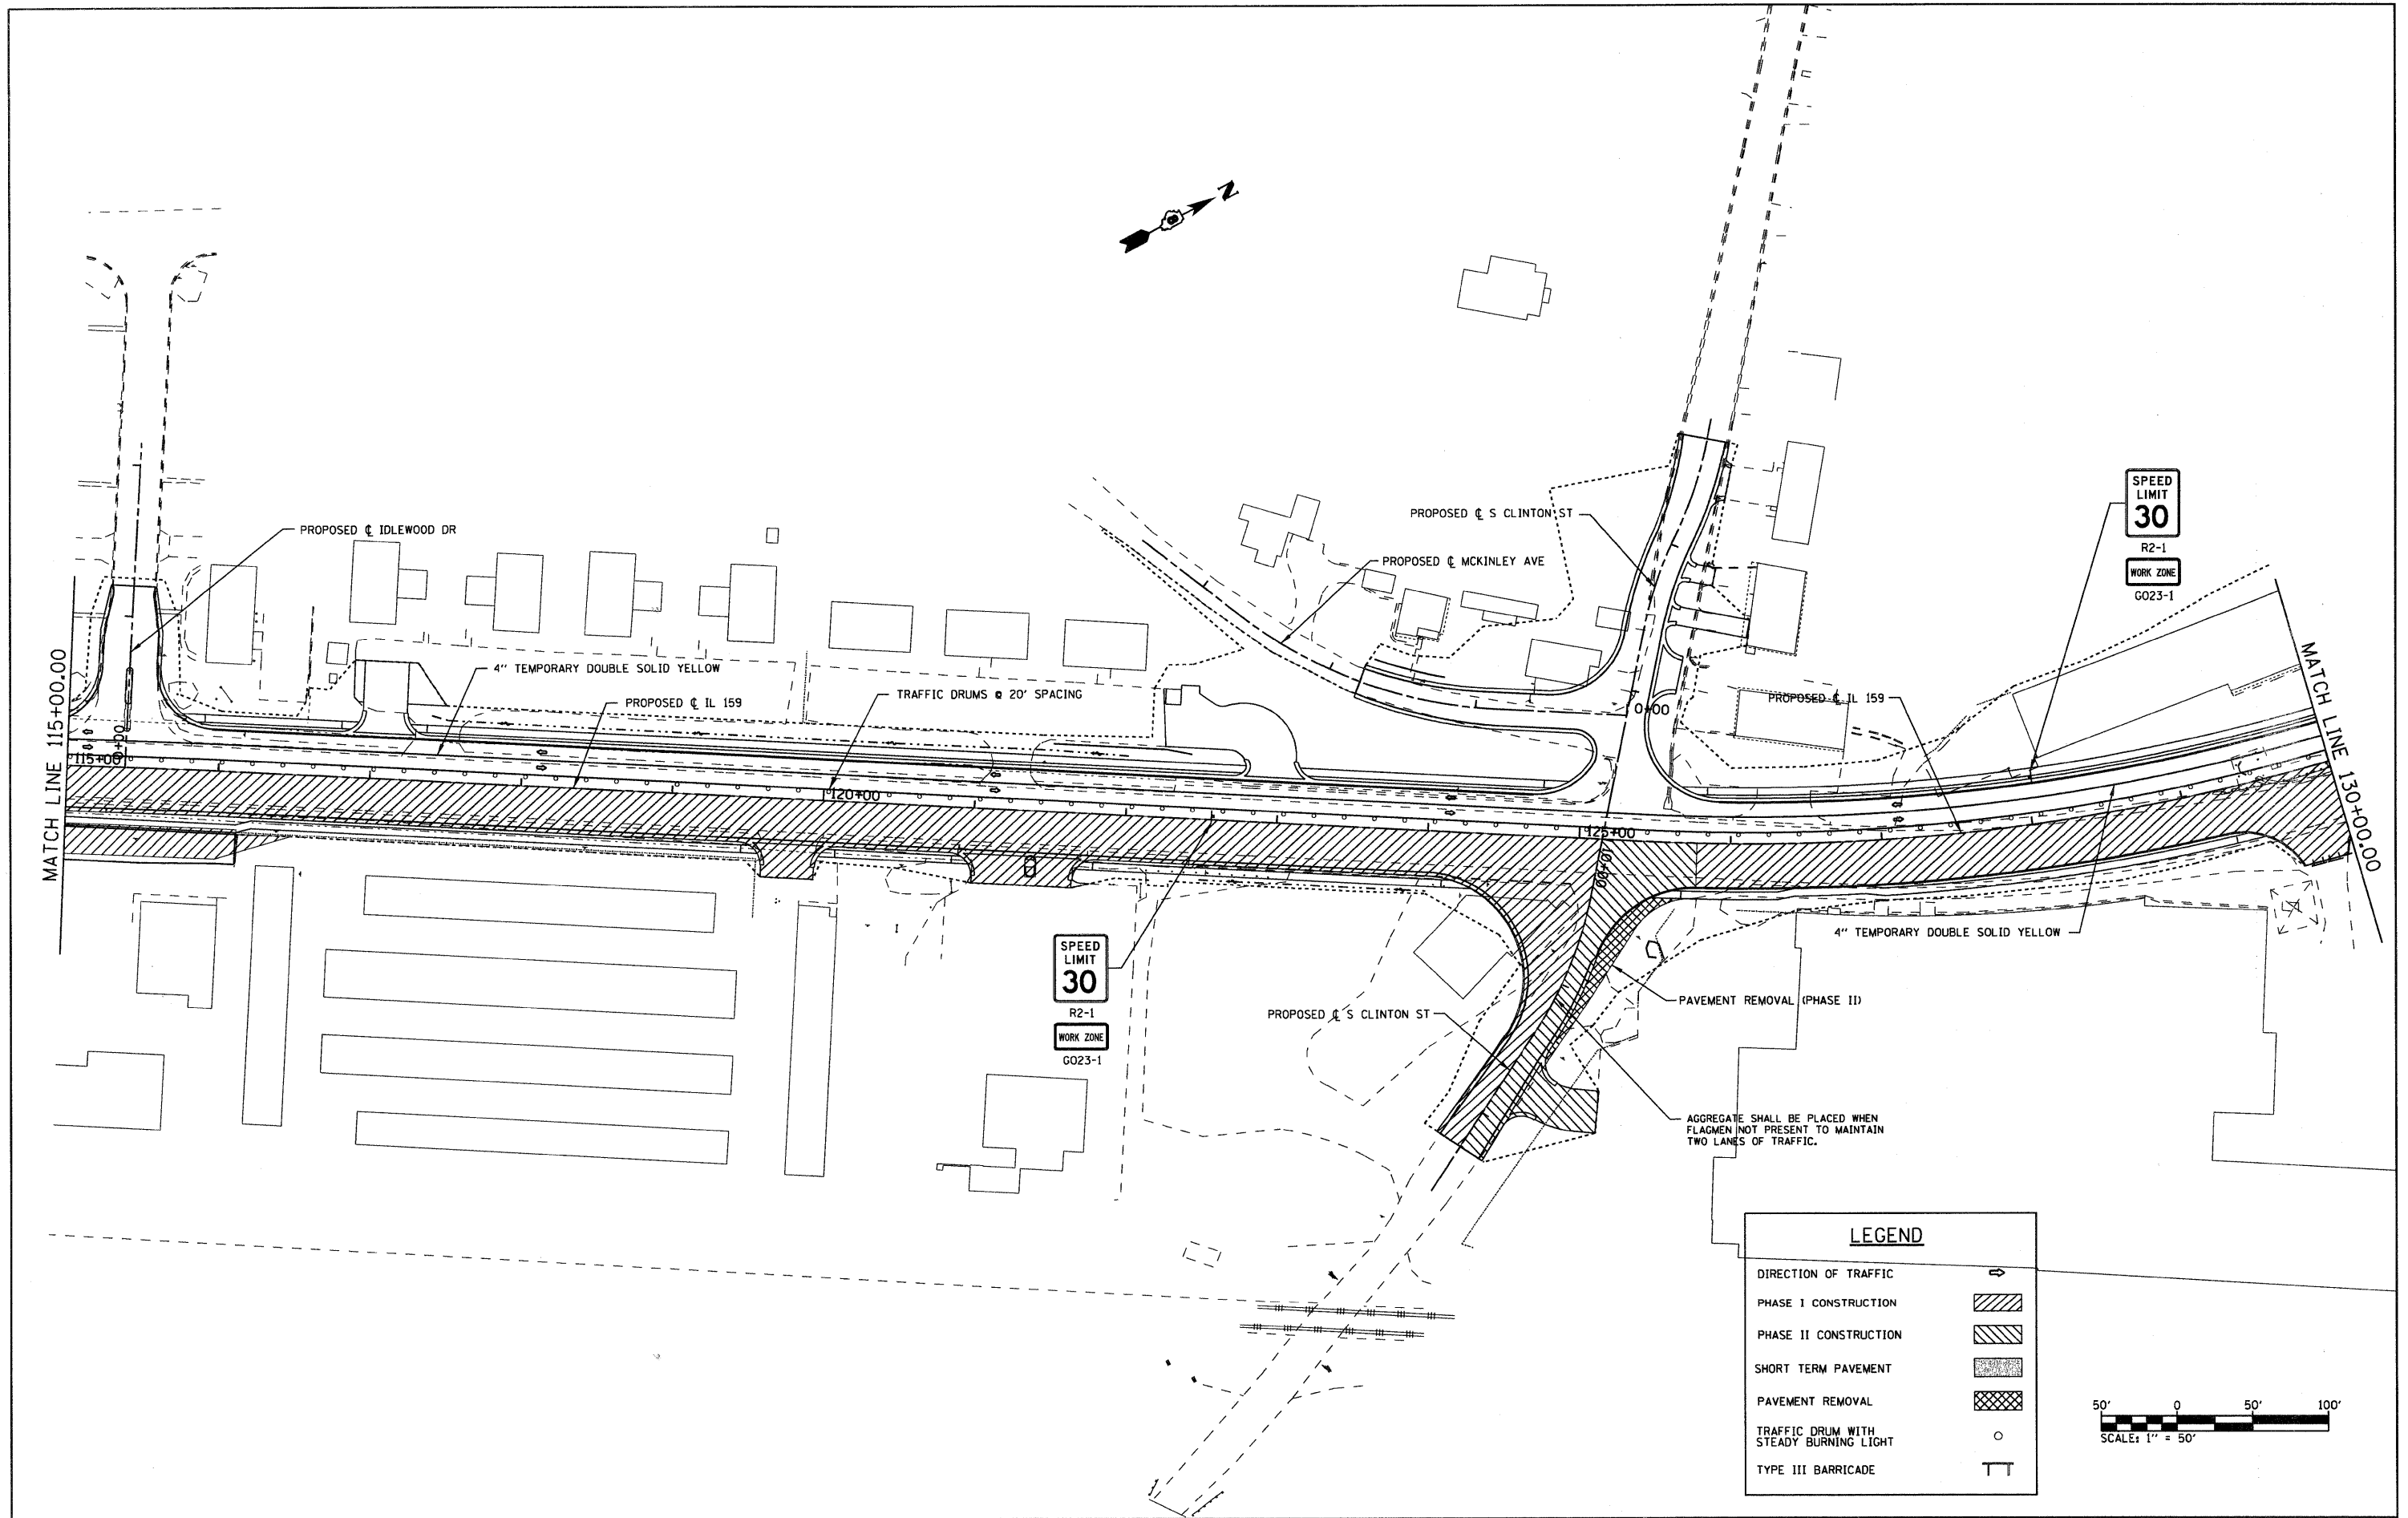 N
PROPOSED ℄ IDLEWOOD DR
PROPOSED ℄ S CLINTON ST
PROPOSED ℄ MCKINLEY AVE
SPEED
LIMIT
30
R2-1
WORK ZONE
GO23-1
MATCH LINE 115+00.00
4" TEMPORARY DOUBLE SOLID YELLOW
PROPOSED ℄ IL 159
TRAFFIC DRUMS @ 20' SPACING
0+00
PROPOSED ℄ IL 159
MATCH LINE 130+00.00
115+00
0+00
120+00
125+00
10+00
4" TEMPORARY DOUBLE SOLID YELLOW
SPEED
LIMIT
30
R2-1
WORK ZONE
GO23-1
PROPOSED ℄ S CLINTON ST
PAVEMENT REMOVAL (PHASE II)
AGGREGATE SHALL BE PLACED WHEN
FLAGMEN NOT PRESENT TO MAINTAIN
TWO LANES OF TRAFFIC.
LEGEND
DIRECTION OF TRAFFIC
PHASE I CONSTRUCTION
PHASE II CONSTRUCTION
SHORT TERM PAVEMENT
PAVEMENT REMOVAL
TRAFFIC DRUM WITH
STEADY BURNING LIGHT
TYPE III BARRICADE
50' 0 50' 100'
SCALE: 1" = 50'